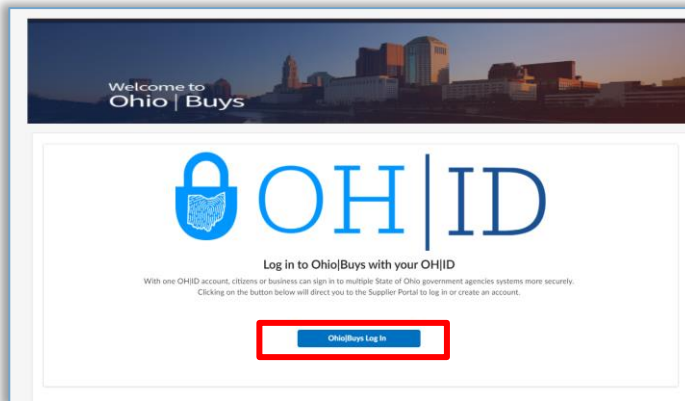 Welcome to
Ohio|Buys
OH|ID
Log in to Ohio|Buys with your OH|ID
With one OH|ID account, citizens or business can sign in to multiple State of Ohio government agencies systems more securely.
Clicking on the button below will direct you to the Supplier Portal to log in or create an account.
Ohio|Buys Log In